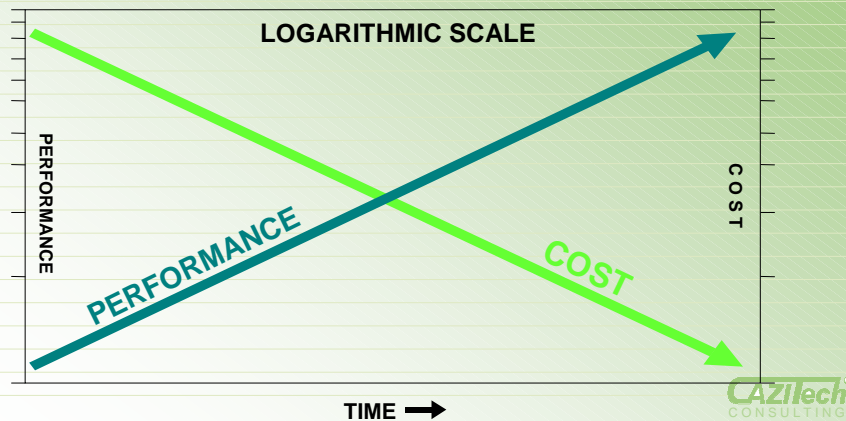 LOGARITHMIC SCALE
PERFORMANCE
COST
PERFORMANCE
COST
TIME
CAZITech
CONSULTING